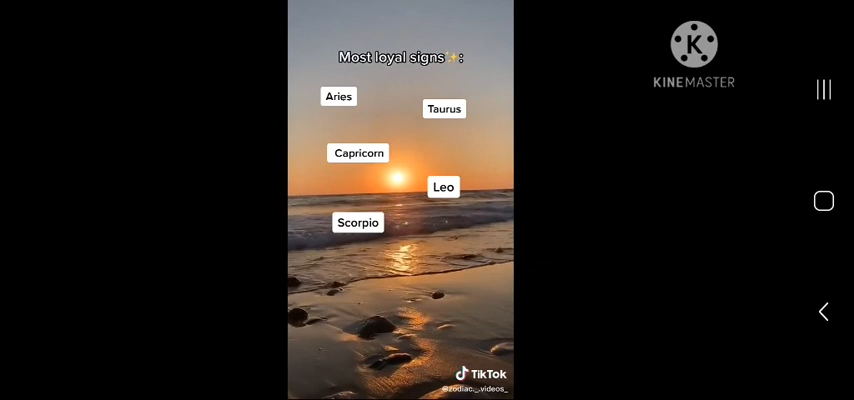 Most loyal signs✨:
Aries
Taurus
Capricorn
Leo
Scorpio
TikTok
@zodiac._.videos_
K
KINEMASTER